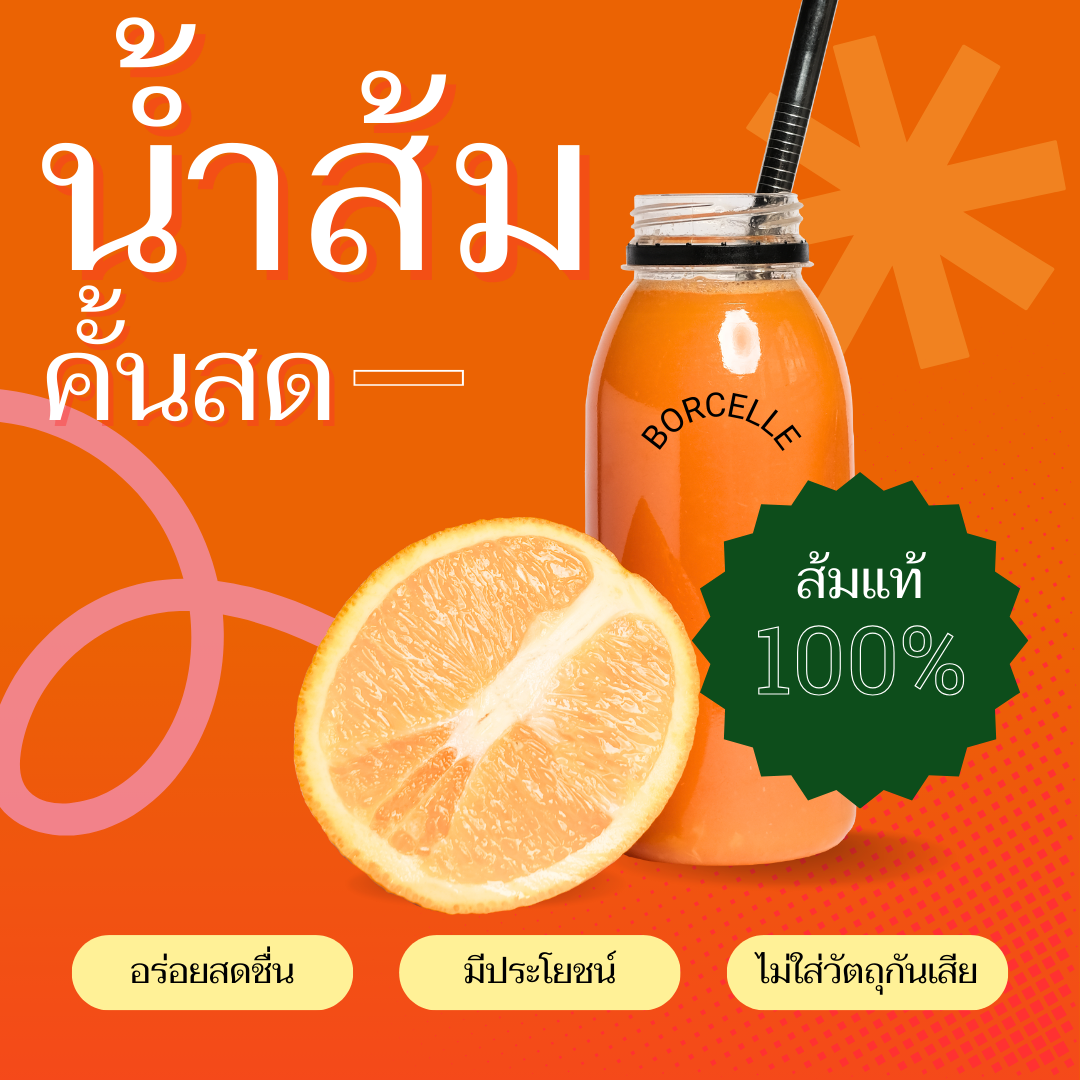 น้ำส้ม
คั้นสด
BORCELLE
ส้มแท้
100%
อร่อยสดชื่น
มีประโยชน์
ไม่ใส่วัตถุกันเสีย